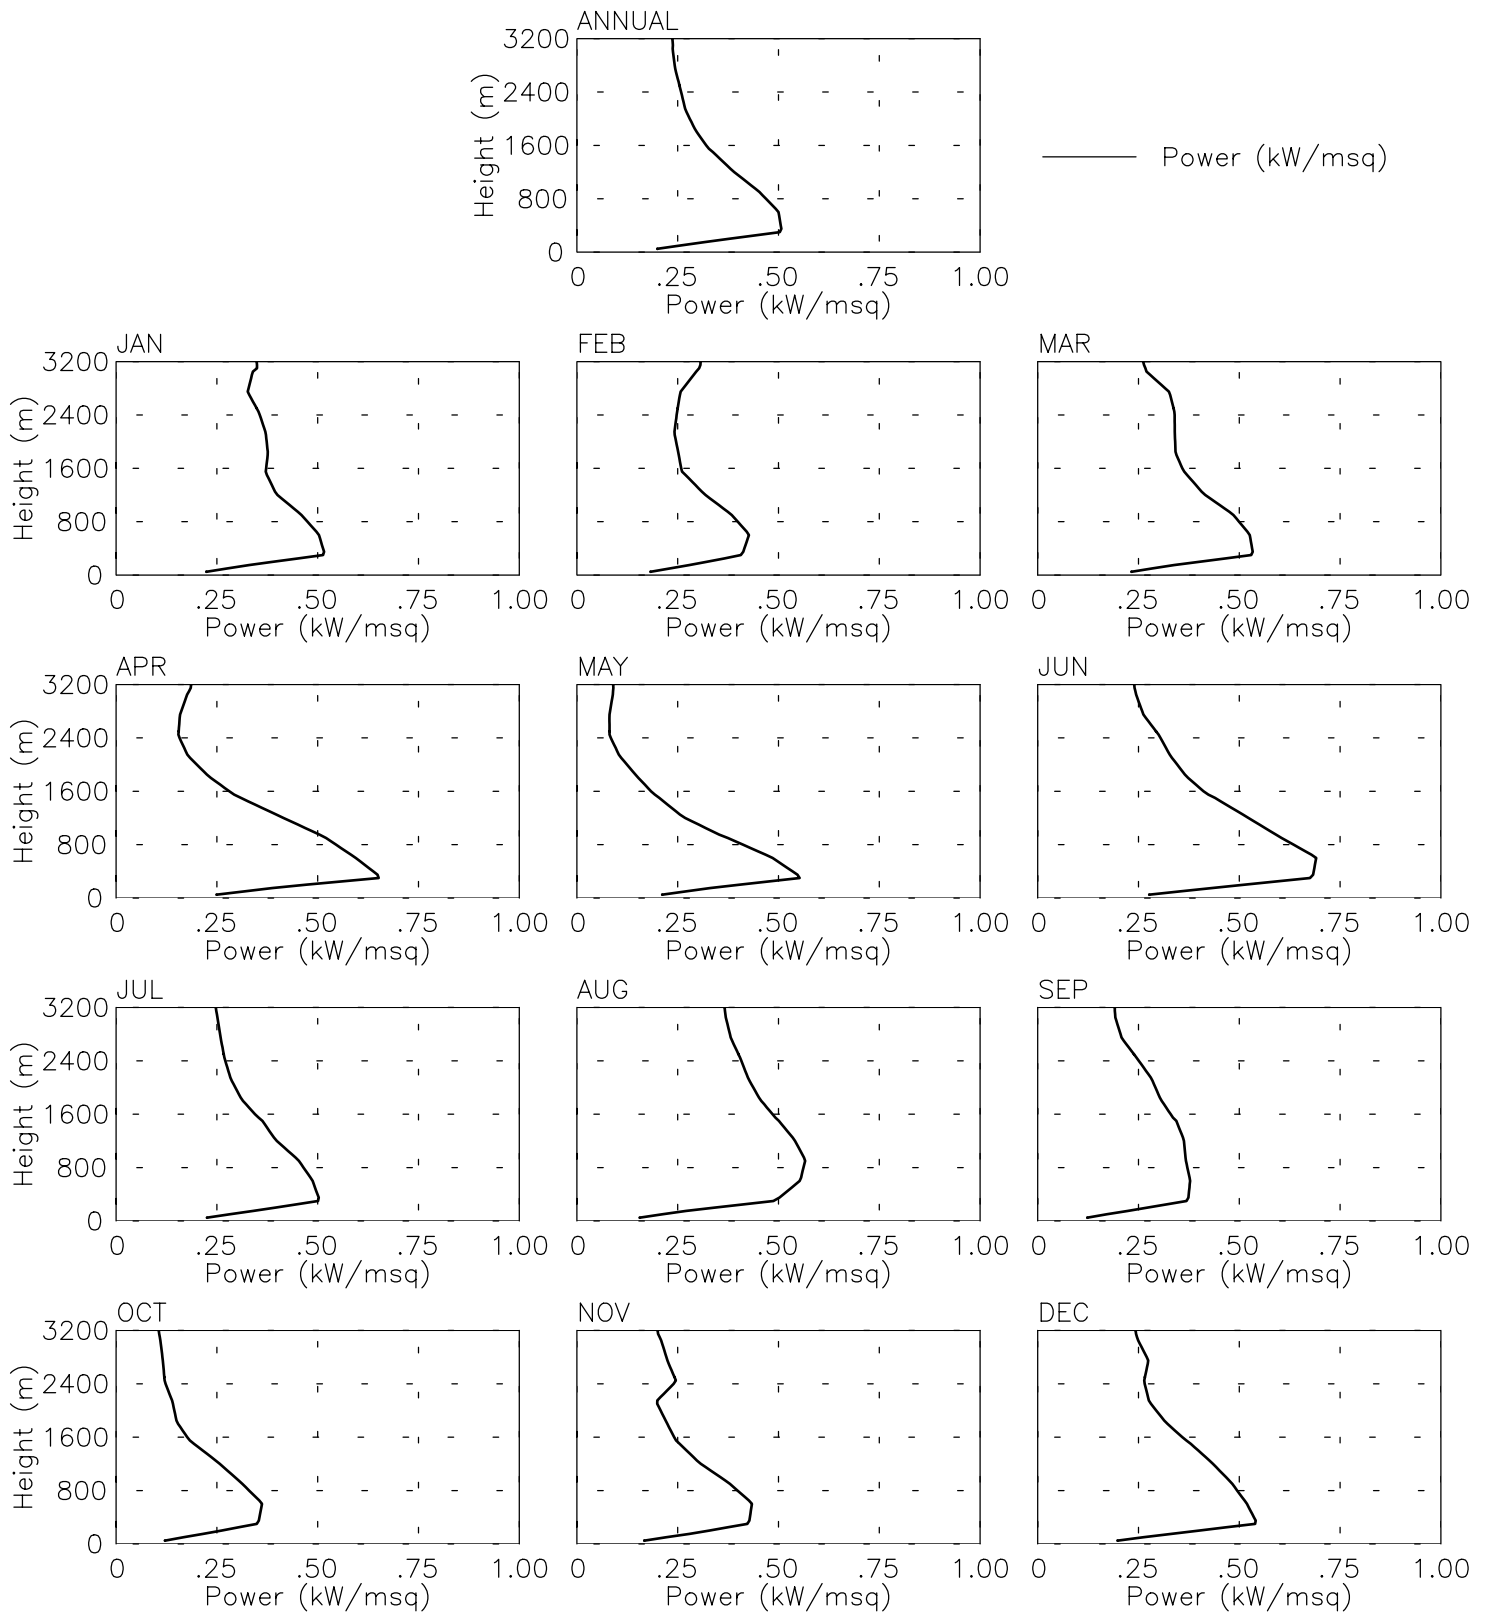 ANNUAL
3200
2400
1600
800
0
Height (m)
0 .25 .50 .75 1.00
Power (kW/msq)
Power (kW/msq)
JAN FEB MAR
3200
2400
1600
800
0
Height (m)
0 .25 .50 .75 1.00 0 .25 .50 .75 1.00 0 .25 .50 .75 1.00
Power (kW/msq) Power (kW/msq) Power (kW/msq)
APR MAY JUN
3200
2400
1600
800
0
Height (m)
0 .25 .50 .75 1.00 0 .25 .50 .75 1.00 0 .25 .50 .75 1.00
Power (kW/msq) Power (kW/msq) Power (kW/msq)
JUL AUG SEP
3200
2400
1600
800
0
Height (m)
0 .25 .50 .75 1.00 0 .25 .50 .75 1.00 0 .25 .50 .75 1.00
Power (kW/msq) Power (kW/msq) Power (kW/msq)
OCT NOV DEC
3200
2400
1600
800
0
Height (m)
0 .25 .50 .75 1.00 0 .25 .50 .75 1.00 0 .25 .50 .75 1.00
Power (kW/msq) Power (kW/msq) Power (kW/msq)